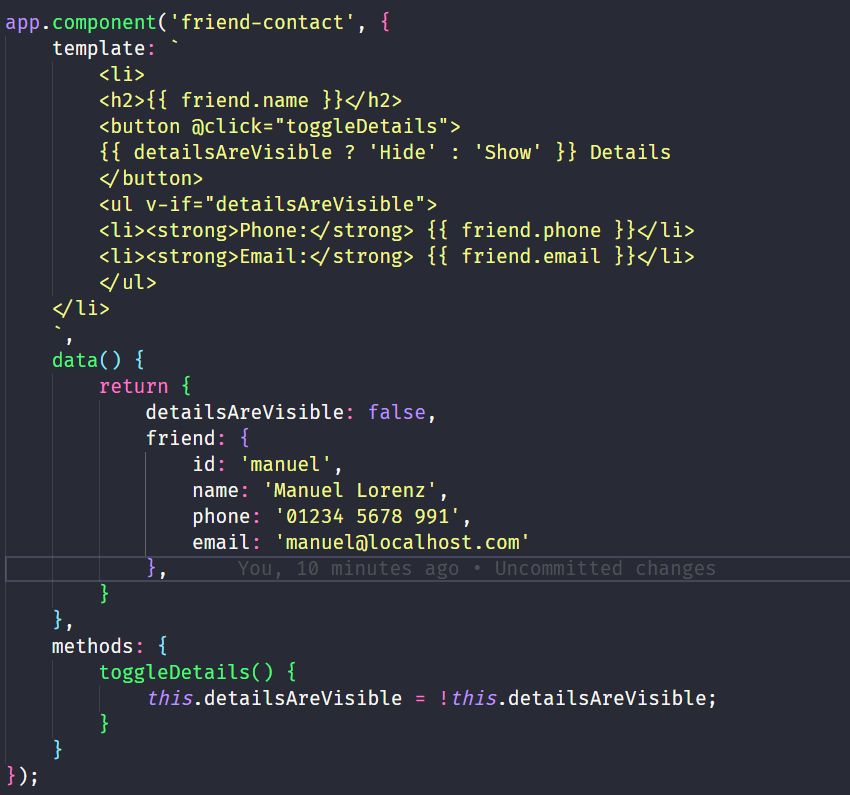 app.component('friend-contact', {
    template: `
        <li>
        <h2>{{ friend.name }}</h2>
        <button @click="toggleDetails">
        {{ detailsAreVisible ? 'Hide' : 'Show' }} Details
        </button>
        <ul v-if="detailsAreVisible">
        <li><strong>Phone:</strong> {{ friend.phone }}</li>
        <li><strong>Email:</strong> {{ friend.email }}</li>
        </ul>
    </li>
    `,
    data() {
        return {
            detailsAreVisible: false,
            friend: {
                id: 'manuel',
                name: 'Manuel Lorenz',
                phone: '01234 5678 991',
                email: 'manuel@localhost.com'
            },      You, 10 minutes ago • Uncommitted changes
        }
    },
    methods: {
        toggleDetails() {
            this.detailsAreVisible = !this.detailsAreVisible;
        }
    }
});